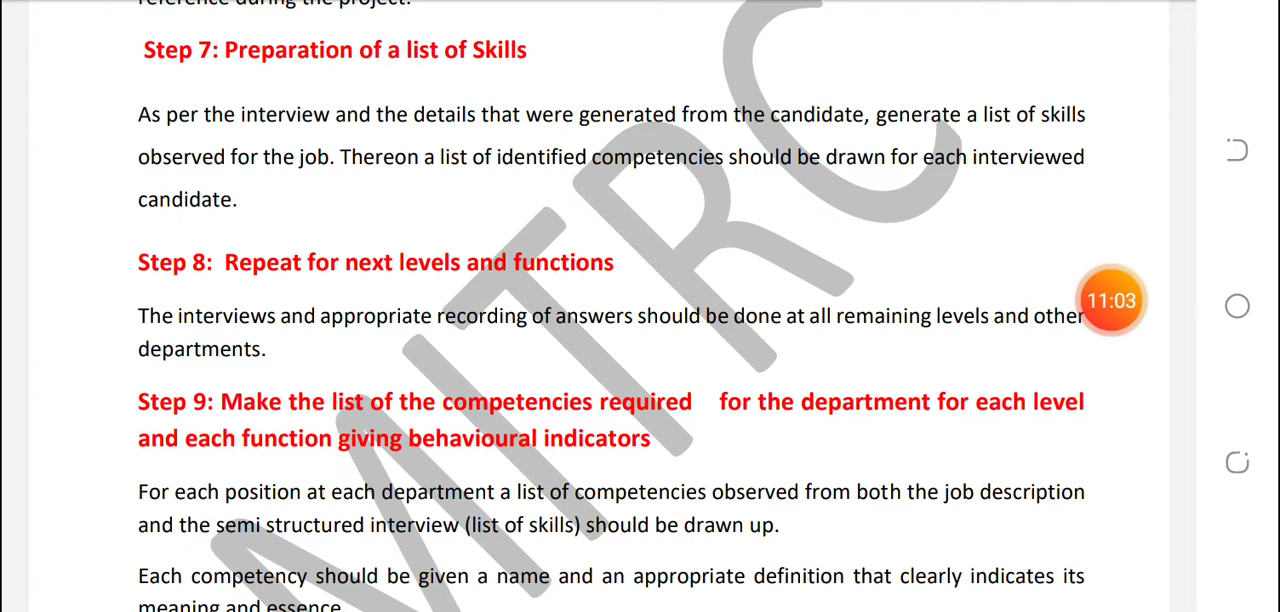 reference during the project.
Step 7: Preparation of a list of Skills
As per the interview and the details that were generated from the candidate, generate a list of skills
observed for the job. Thereon a list of identified competencies should be drawn for each interviewed
candidate.
Step 8: Repeat for next levels and functions
The interviews and appropriate recording of answers should be done at all remaining levels and other
departments.
11:03
Step 9: Make the list of the competencies required for the department for each level
and each function giving behavioural indicators
For each position at each department a list of competencies observed from both the job description
and the semi structured interview (list of skills) should be drawn up.
Each competency should be given a name and an appropriate definition that clearly indicates its
meaning and essence
MITRC